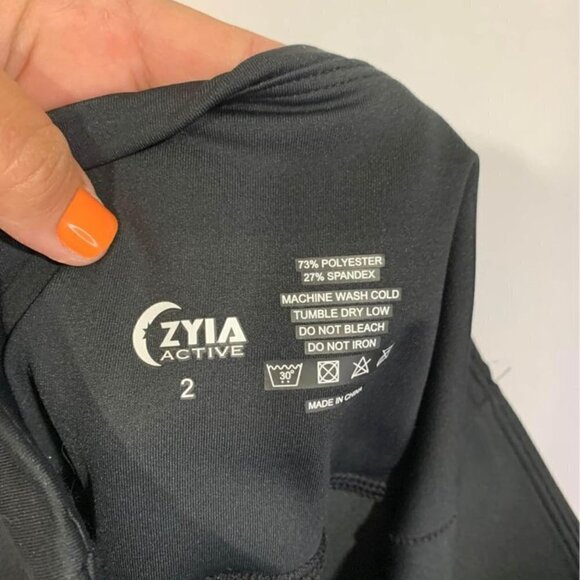 ZYIA
ACTIVE
2
73% POLYESTER
27% SPANDEX
MACHINE WASH COLD
TUMBLE DRY LOW
DO NOT BLEACH
DO NOT IRON
30°
MADE IN CHINA